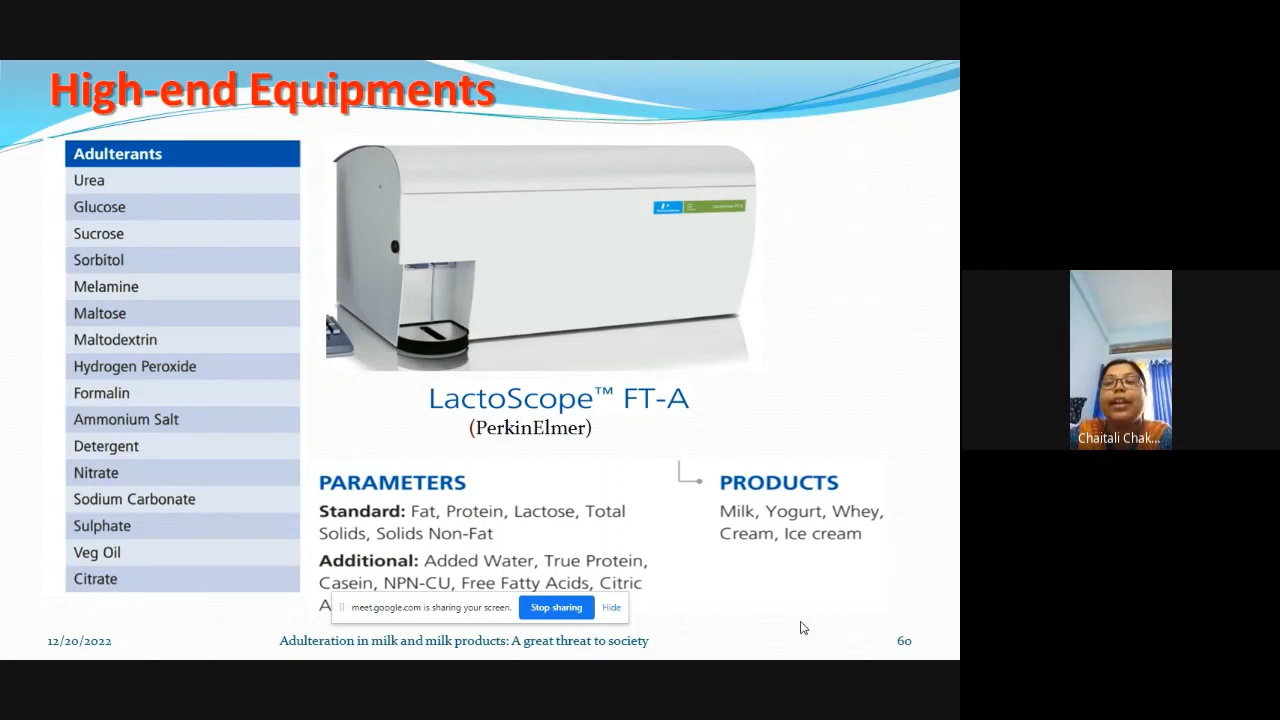 High-end Equipments
Adulterants
Urea
Glucose
Sucrose
Sorbitol
Melamine
Maltose
Maltodextrin
Hydrogen Peroxide
Formalin
Ammonium Salt
Detergent
Nitrate
Sodium Carbonate
Sulphate
Veg Oil
Citrate
LactoScope™ FT-A
(PerkinElmer)
PARAMETERS
Standard: Fat, Protein, Lactose, Total
Solids, Solids Non-Fat
Additional: Added Water, True Protein,
Casein, NPN-CU, Free Fatty Acids, Citric
PRODUCTS
Milk, Yogurt, Whey,
Cream, Ice cream
meet.google.com is sharing your screen.
Stop sharing
Hide
12/20/2022
Adulteration in milk and milk products: A great threat to society
60
Chaitali Chak...